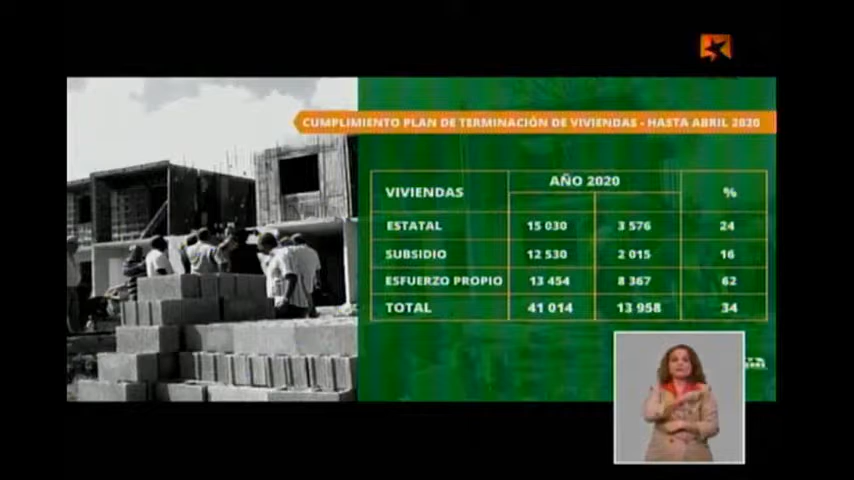 CUMPLIMIENTO PLAN DE TERMINACIÓN DE VIVIENDAS - HASTA ABRIL 2020
VIVIENDAS AÑO 2020 %
ESTATAL 15 030 3 576 24
SUBSIDIO 12 530 2 015 16
ESFUERZO PROPIO 13 454 8 367 62
TOTAL 41 014 13 958 34